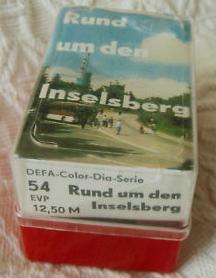 Rund
um den
Inselsberg
DEFA-Color-Dia-Serie
54 Rund um den
EVP Inselsberg
12,50 M